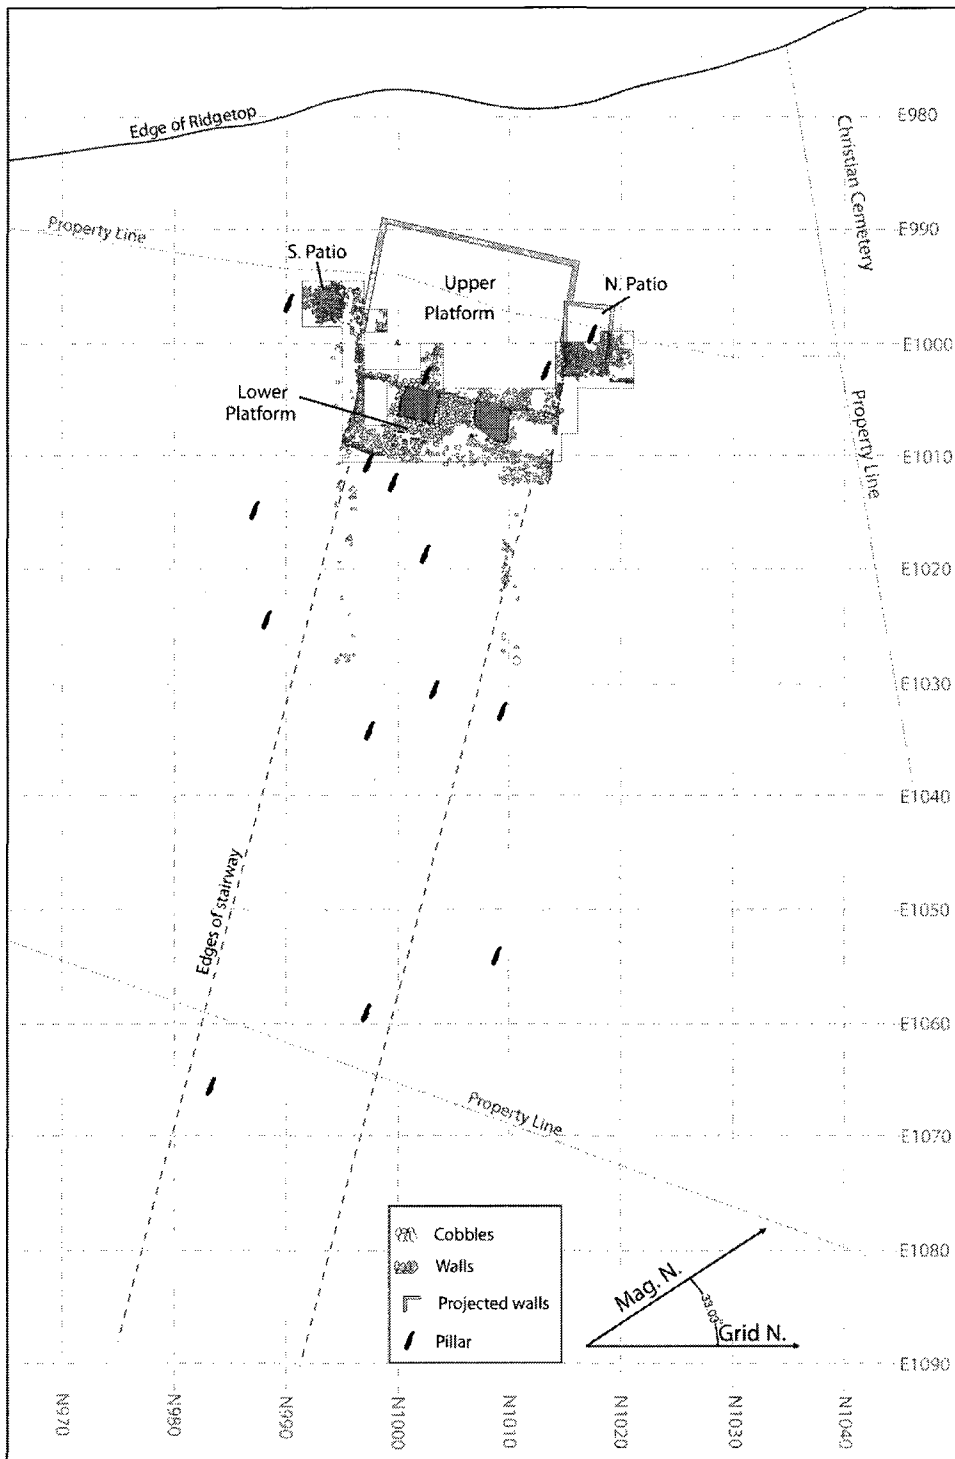 Edge of Ridgetop
E980
Christian Cemetery
Property Line
E990
S. Patio
Upper
Platform
N. Patio
E1000
Lower
Platform
Property Line
E1010
E1020
E1030
E1040
Edges of stairway
E1050
E1060
Property Line
E1070
Cobbles
Walls
Projected walls
Pillar
E1080
Mag. N.
33.03°
Grid N.
E1090
N970
N980
N990
N1000
N1010
N1020
N1030
N1040